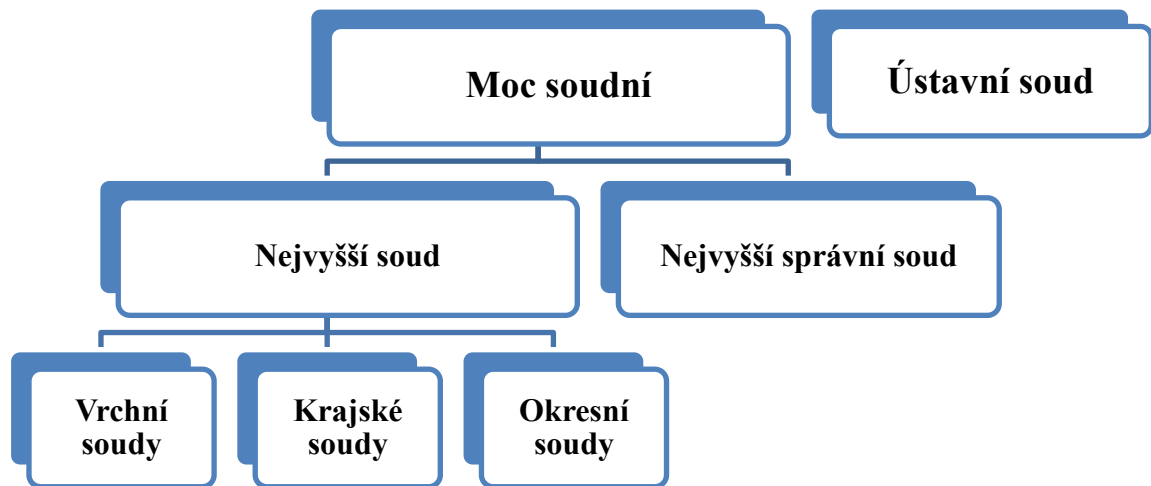 Moc soudní
Ústavní soud
Nejvyšší soud
Nejvyšší správní soud
Vrchní
soudy
Krajské
soudy
Okresní
soudy